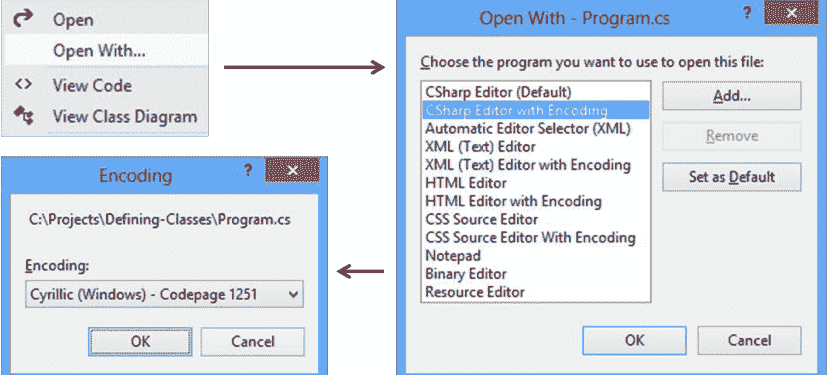 Open
Open With...
View Code
View Class Diagram
Open With - Program.cs
?
Choose the program you want to use to open this file:
CSharp Editor (Default)
CSharp Editor with Encoding
Automatic Editor Selector (XML)
XML (Text) Editor
XML (Text) Editor with Encoding
HTML Editor
HTML Editor with Encoding
CSS Source Editor
CSS Source Editor With Encoding
Notepad
Binary Editor
Resource Editor
Add...
Remove
Set as Default
OK Cancel
Encoding ?
C:\Projects\Defining-Classes\Program.cs
Encoding:
Cyrillic (Windows) - Codepage 1251
OK Cancel